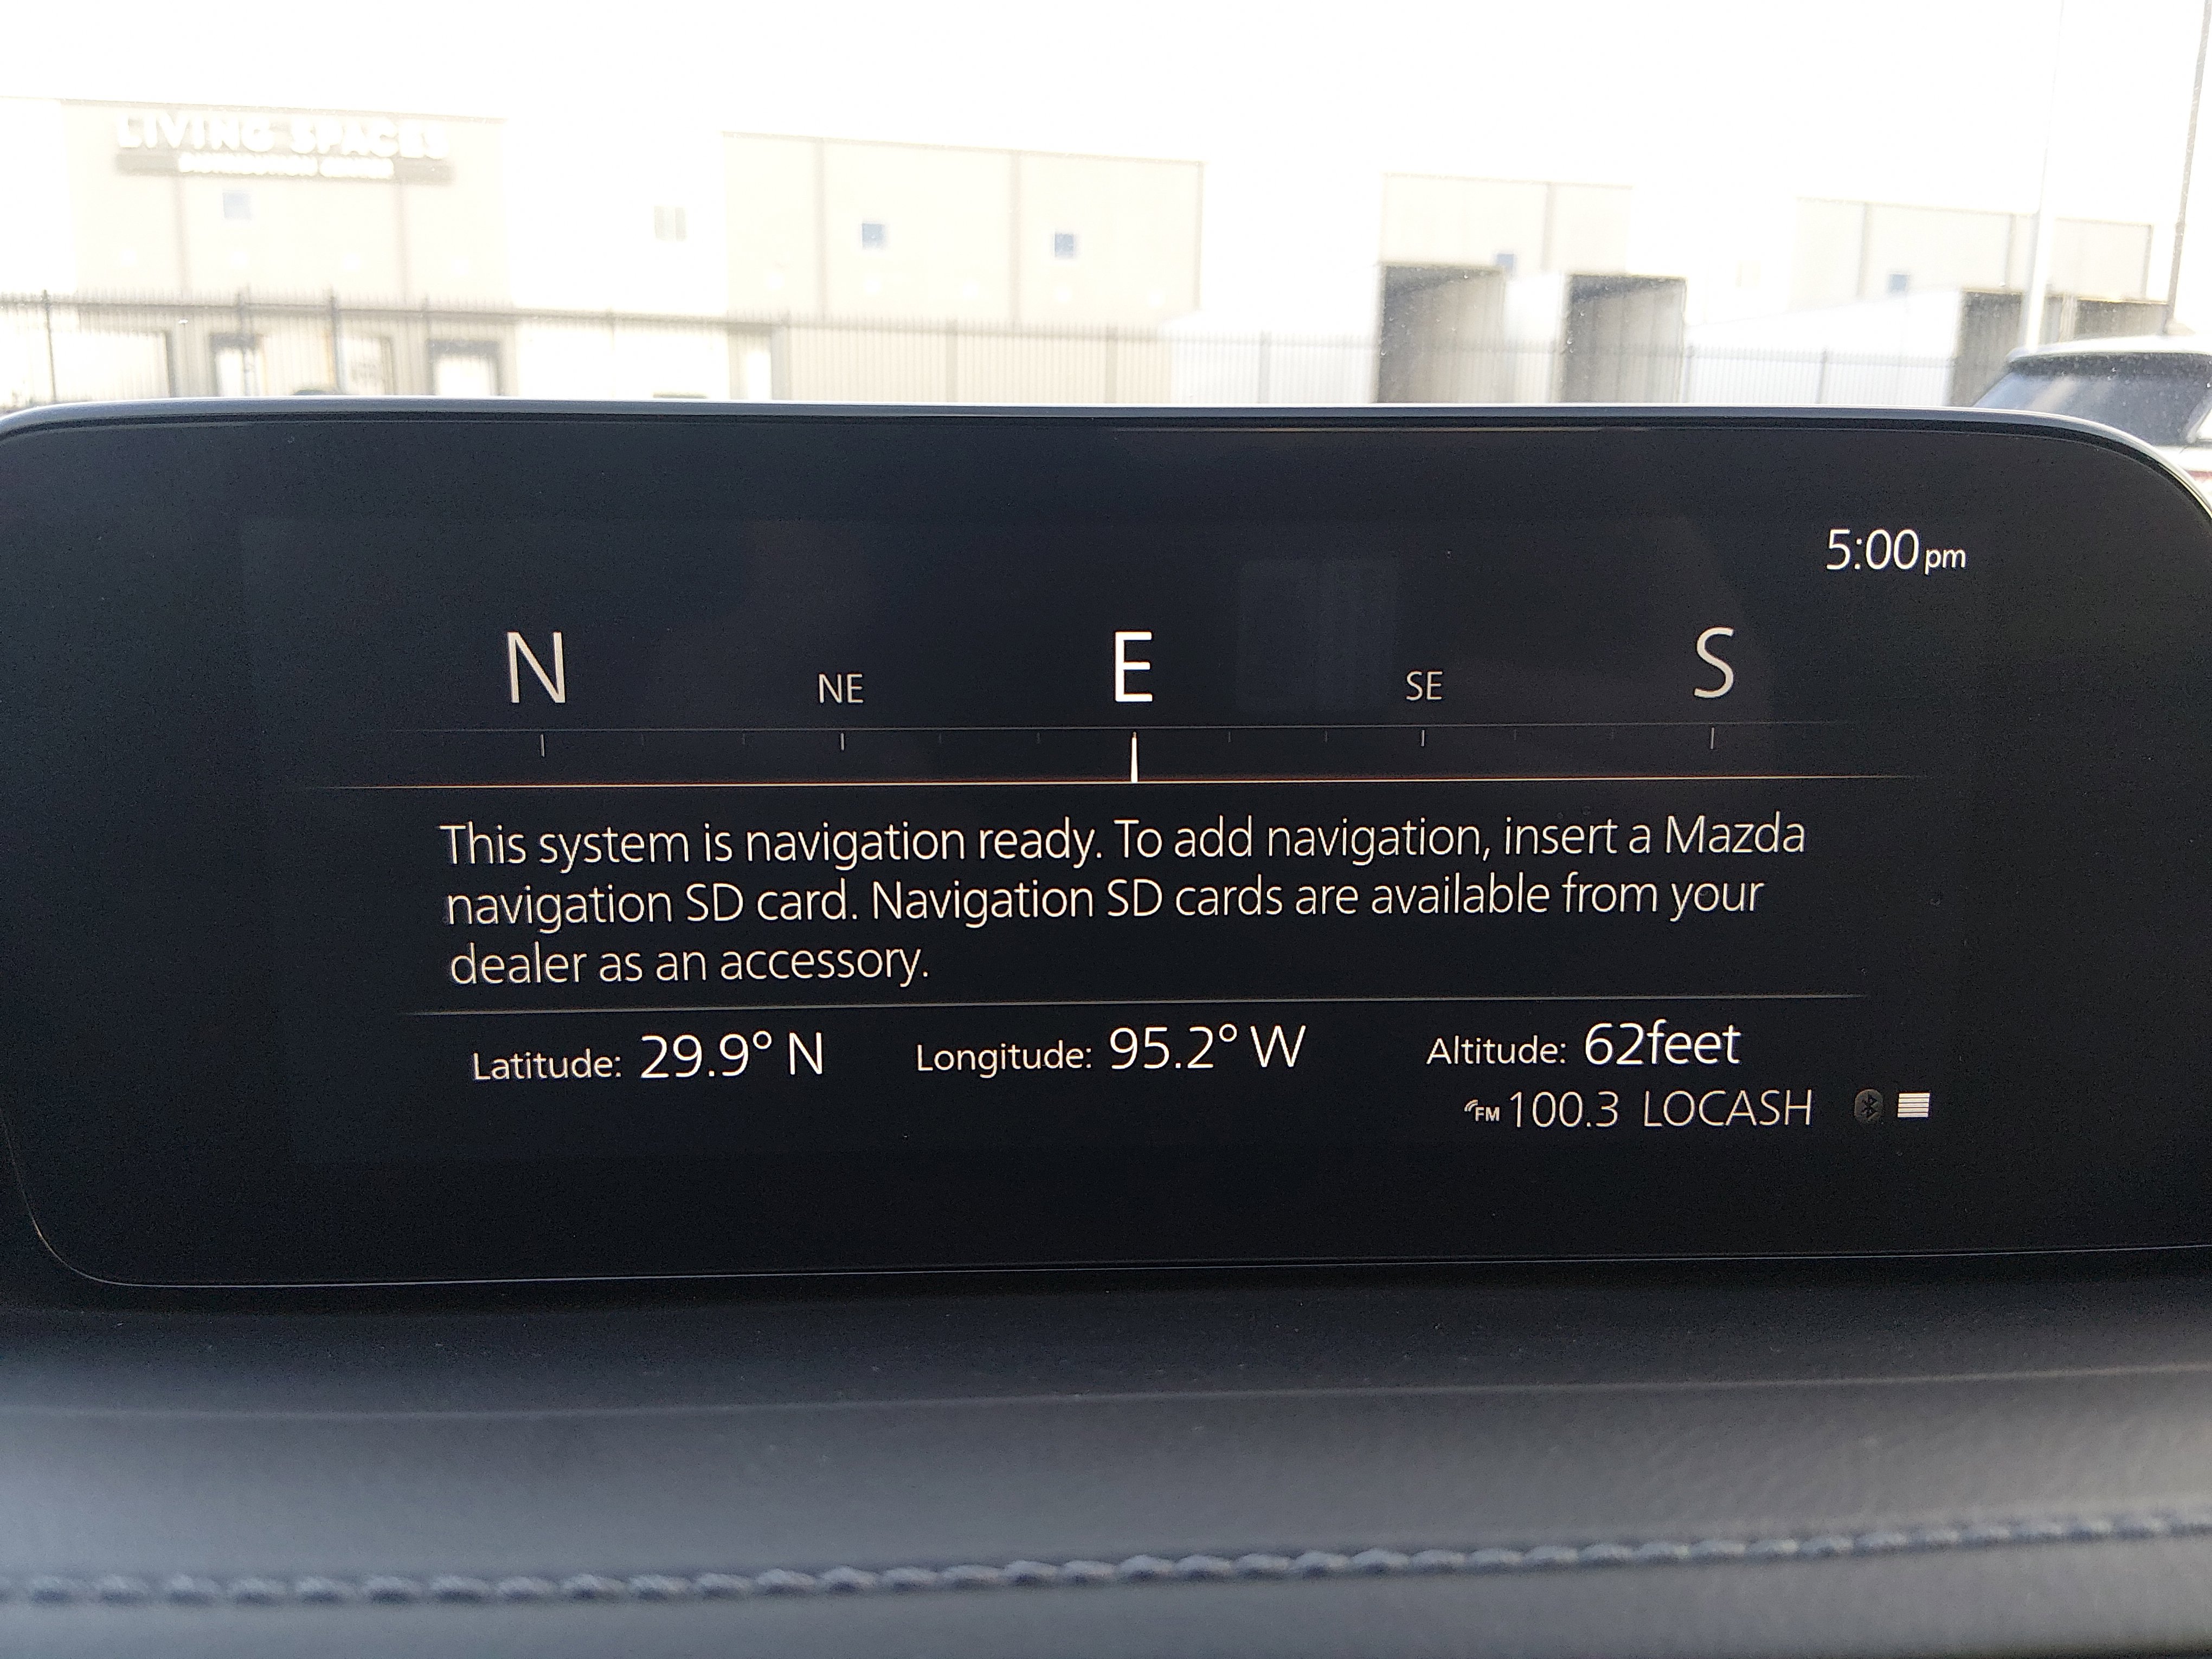 LIVING SPACES
5:00pm
N NE E SE S
This system is navigation ready. To add navigation, insert a Mazda
navigation SD card. Navigation SD cards are available from your
dealer as an accessory.
Latitude: 29.9° N Longitude: 95.2° W Altitude: 62feet
FM 100.3 LOCASH